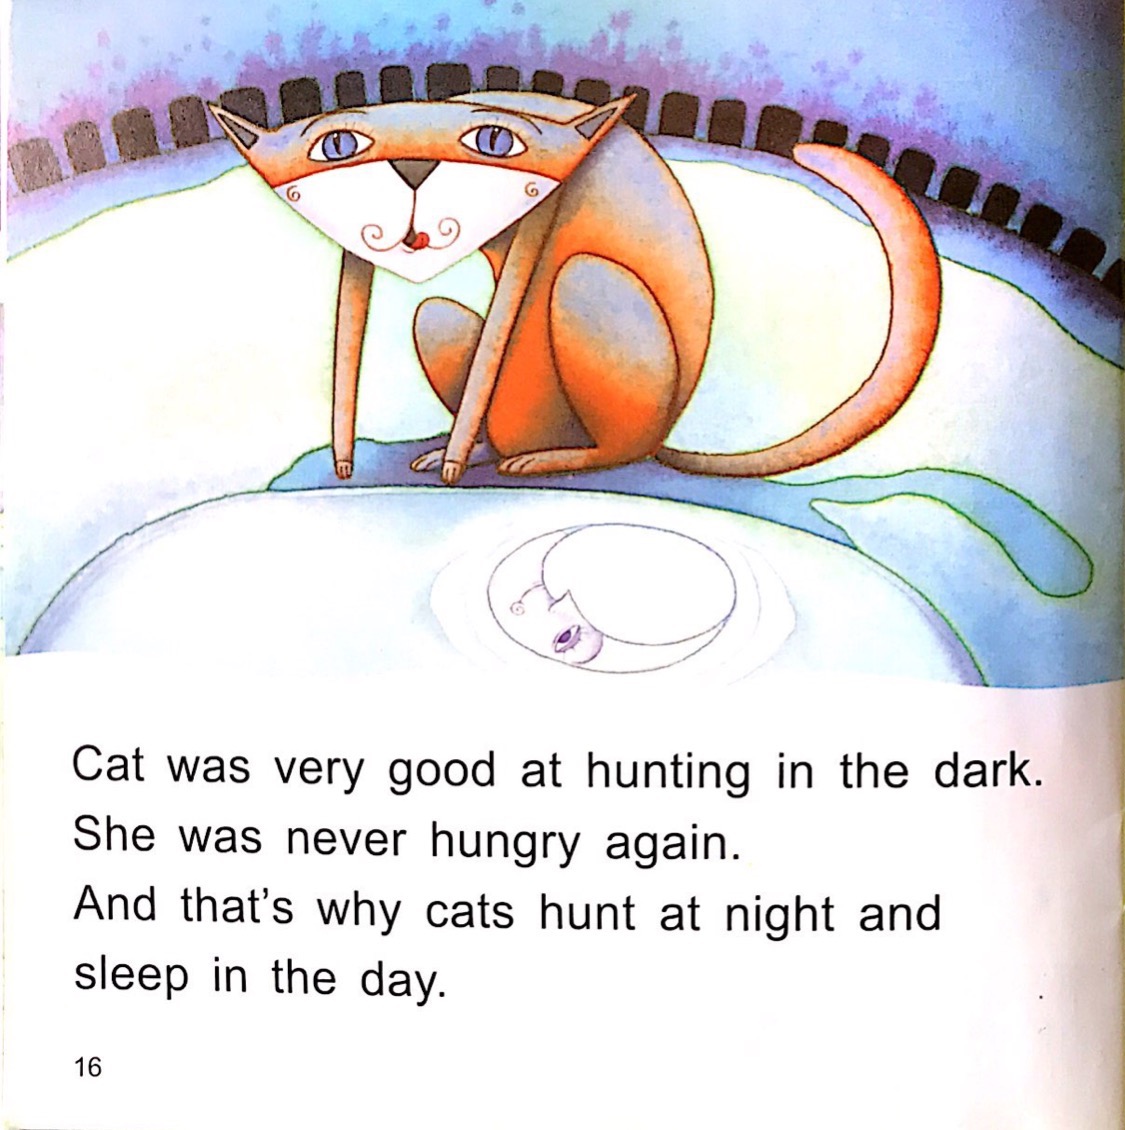 Cat was very good at hunting in the dark.
She was never hungry again.
And that's why cats hunt at night and
sleep in the day.
16